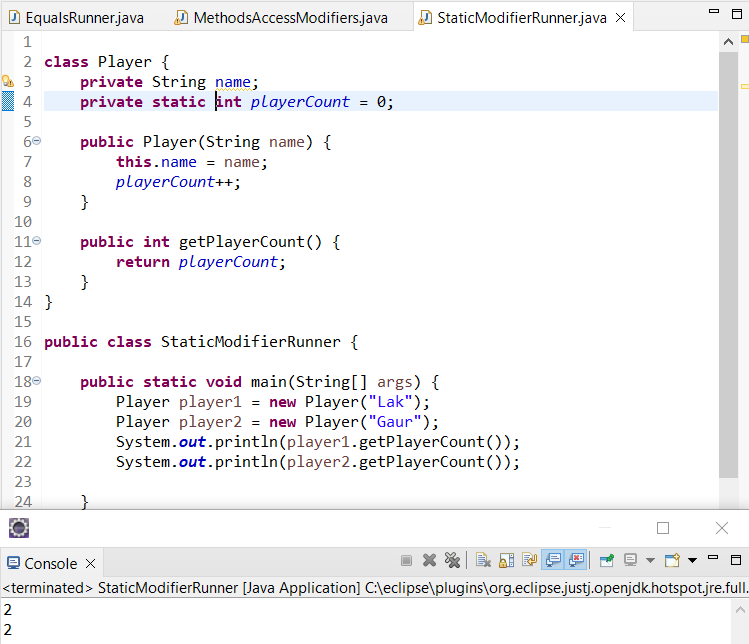 EqualsRunner.java MethodsAccessModifiers.java StaticModifierRunner.java
1
2 class Player {
3 private String name;
4 private static int playerCount = 0;
5
6 public Player(String name) {
7 this.name = name;
8 playerCount++;
9 }
10
11 public int getPlayerCount() {
12 return playerCount;
13 }
14 }
15
16 public class StaticModifierRunner {
17
18 public static void main(String[] args) {
19 Player player1 = new Player("Lak");
20 Player player2 = new Player("Gaur");
21 System.out.println(player1.getPlayerCount());
22 System.out.println(player2.getPlayerCount());
23
24 }
Console
<terminated> StaticModifierRunner [Java Application] C:\eclipse\plugins\org.eclipse.justj.openjdk.hotspot.jre.full.
2
2